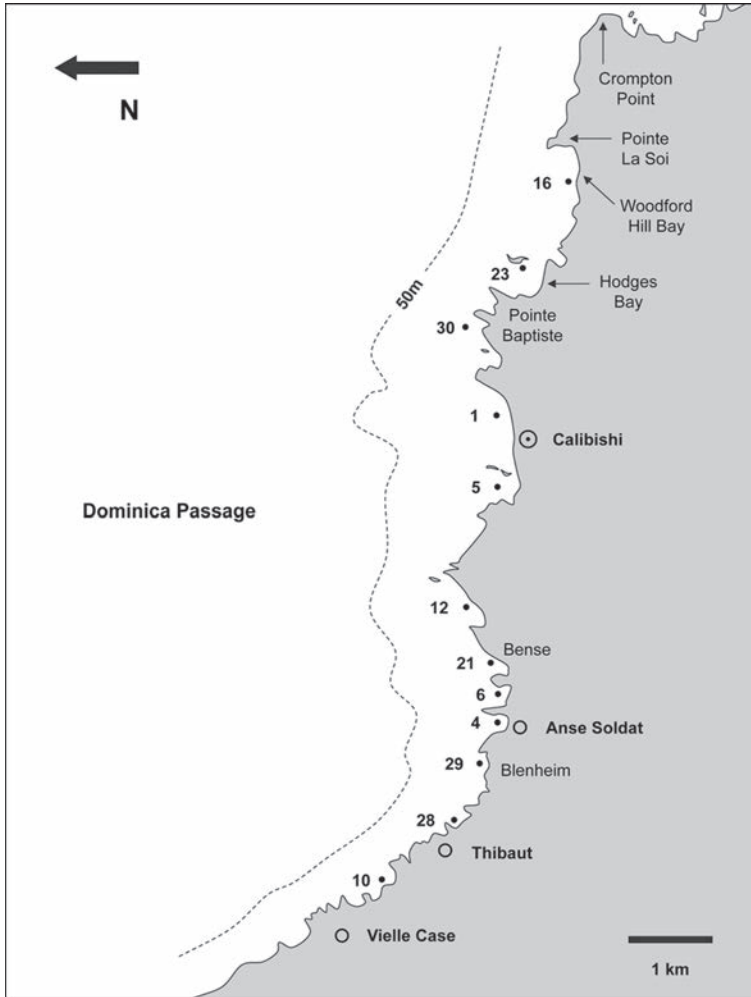 N
Crompton
Point
Pointe
La Soi
16
Woodford
Hill Bay
23
Hodges
Bay
50m
30
Pointe
Baptiste
1
Calibishi
5
Dominica Passage
12
21
Bense
6
4
Anse Soldat
29
Blenheim
28
Thibaut
10
Vielle Case
1 km